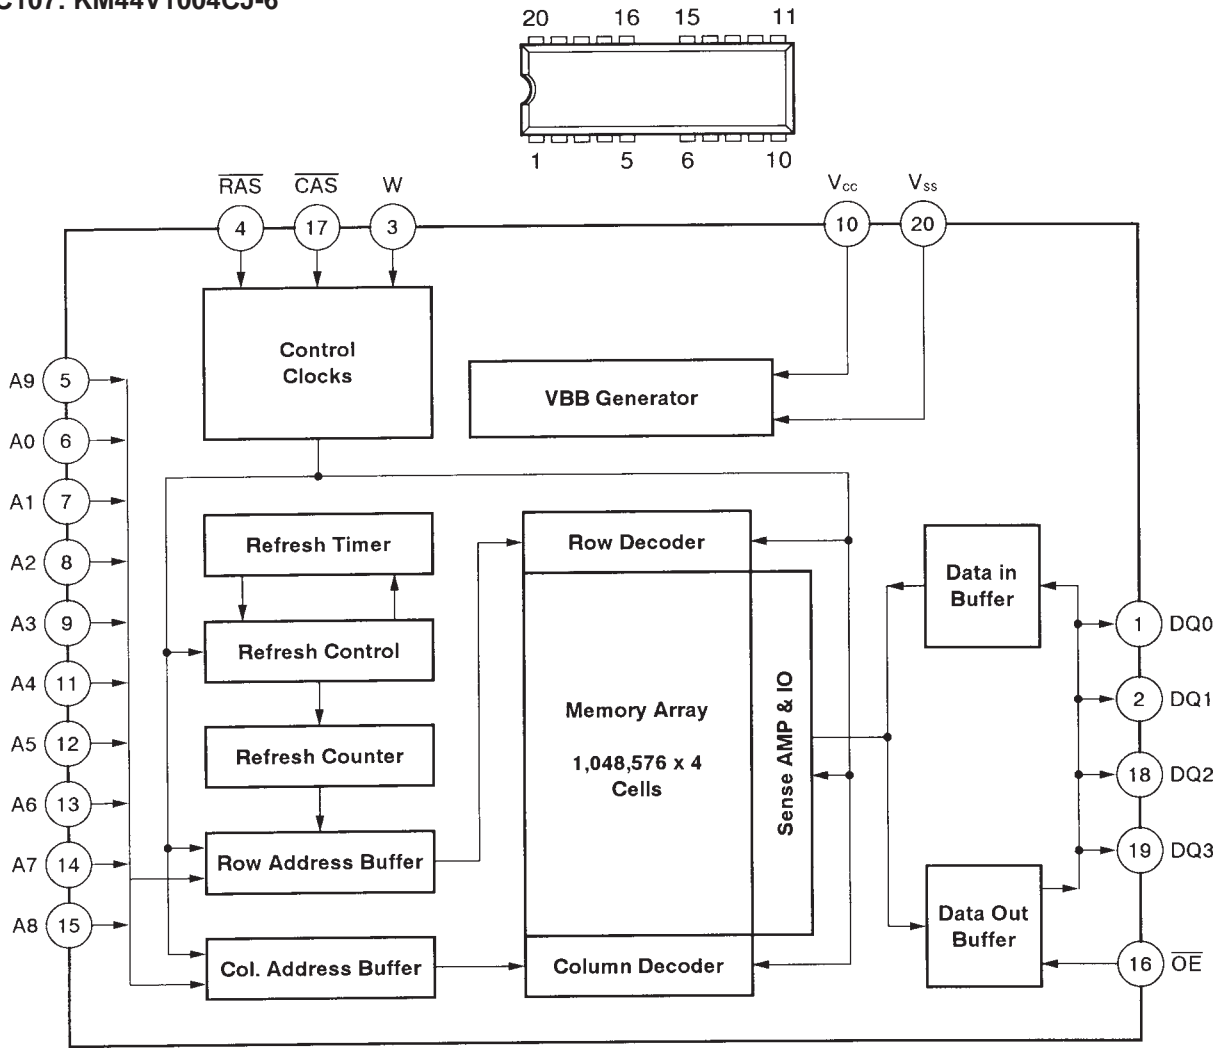 C107: KM44V1004CJ-6
20 16 15 11
1 5 6 10
RAS CAS W
4 17 3
Vcc Vss
10 20
Control
Clocks
VBB Generator
A9 5
A0 6
A1 7
A2 8
A3 9
A4 11
A5 12
A6 13
A7 14
A8 15
Refresh Timer
Refresh Control
Refresh Counter
Row Address Buffer
Col. Address Buffer
Row Decoder
Memory Array
1,048,576 x 4
Cells
Sense AMP & IO
Column Decoder
Data in
Buffer
Data Out
Buffer
1 DQ0
2 DQ1
18 DQ2
19 DQ3
16 OE